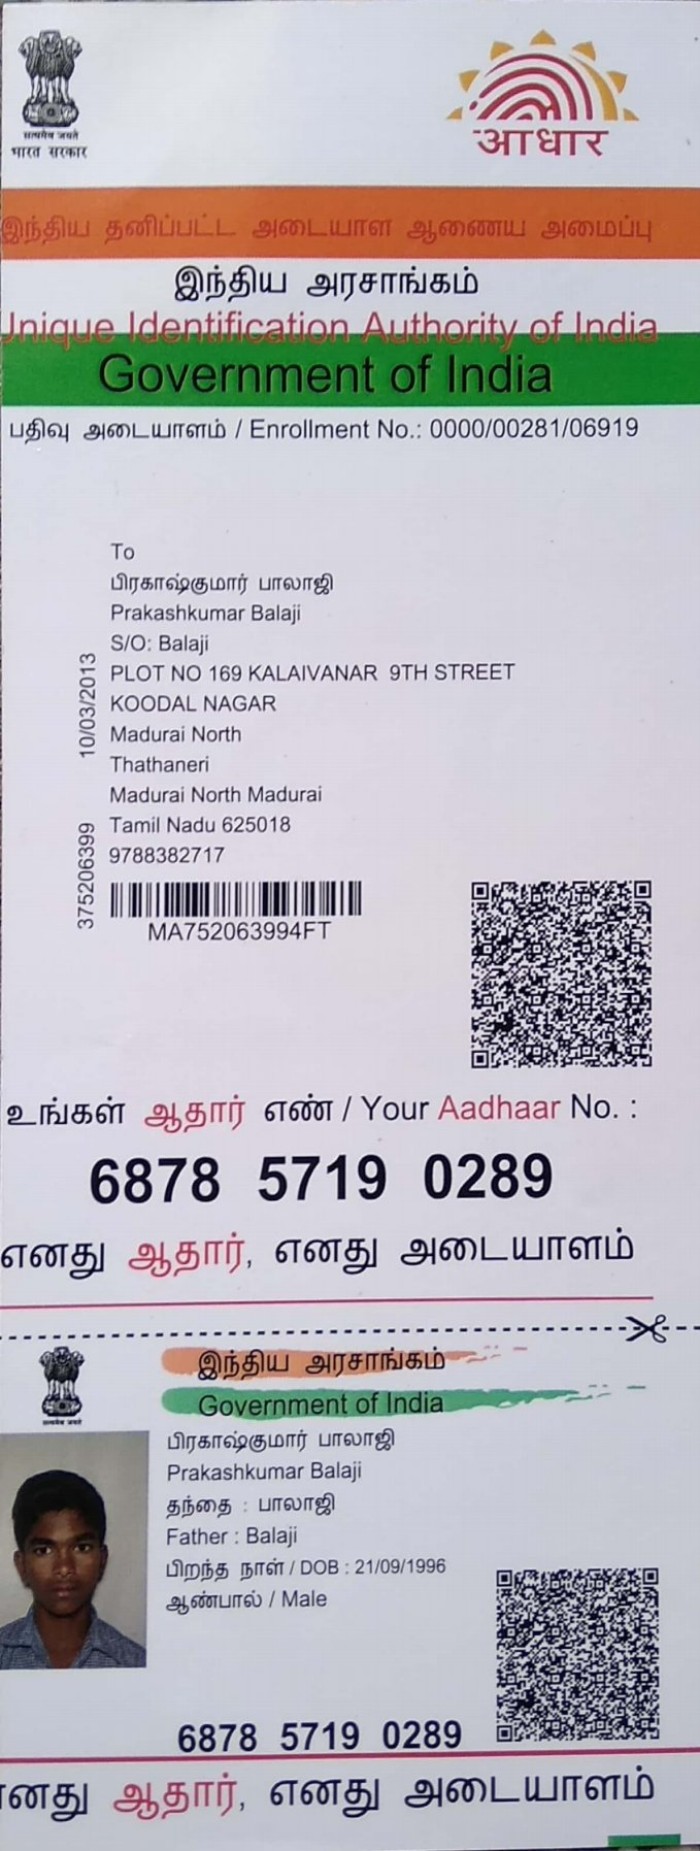 सत्यमेव जयते
भारत सरकार
आधार
இந்திய தனிப்பட்ட அடையாள ஆணைய அமைப்பு
இந்திய அரசாங்கம்
Unique Identification Authority of India
Government of India
பதிவு அடையாளம் / Enrollment No.: 0000/00281/06919
To
பிரகாஷ்குமார் பாலாஜி
Prakashkumar Balaji
S/O: Balaji
PLOT NO 169 KALAIVANAR 9TH STREET
KOODAL NAGAR
Madurai North
Thathaneri
Madurai North Madurai
Tamil Nadu 625018
9788382717
375206399 10/03/2013
MA752063994FT
உங்கள் ஆதார் எண் / Your Aadhaar No. :
6878 5719 0289
எனது ஆதார், எனது அடையாளம்
सत्यमेव जयते
இந்திய அரசாங்கம்
Government of India
பிரகாஷ்குமார் பாலாஜி
Prakashkumar Balaji
தந்தை : பாலாஜி
Father : Balaji
பிறந்த நாள் / DOB : 21/09/1996
ஆண்பால் / Male
6878 5719 0289
எனது ஆதார், எனது அடையாளம்